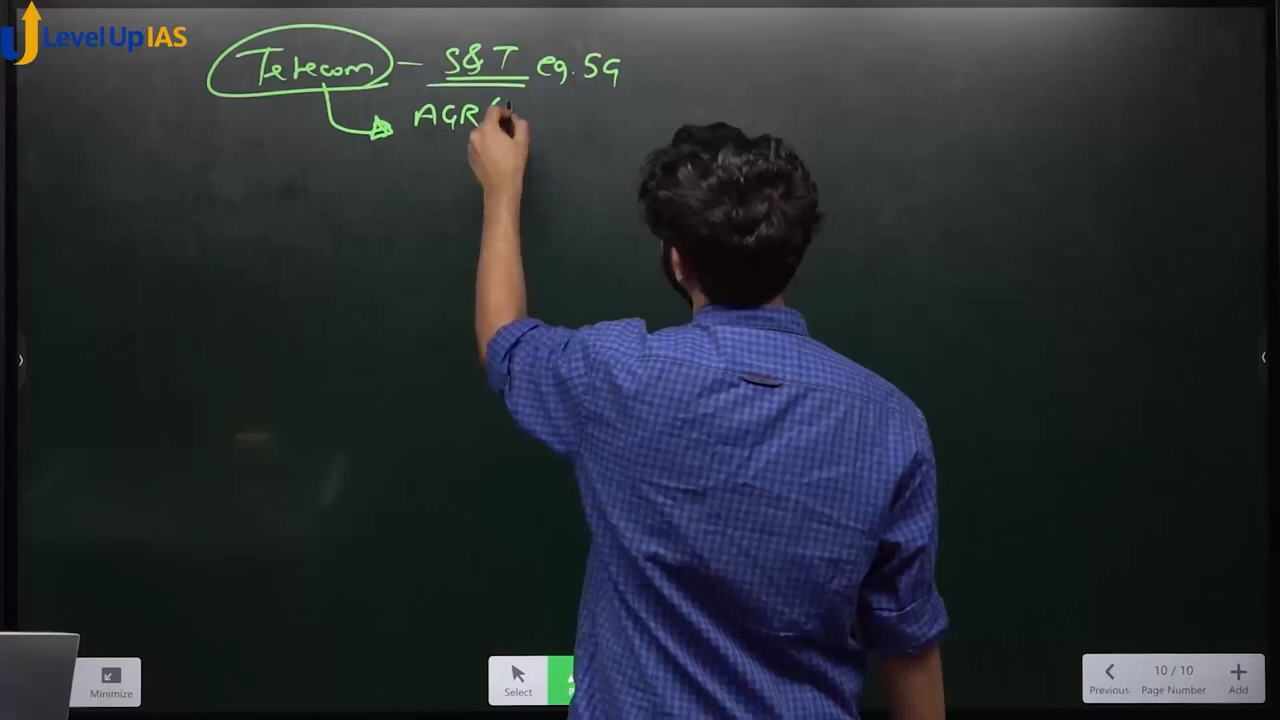 Level Up IAS
Telecom - S&T eg. 5G
AGR (
Minimize
Select
10 / 10
Previous Page Number Add